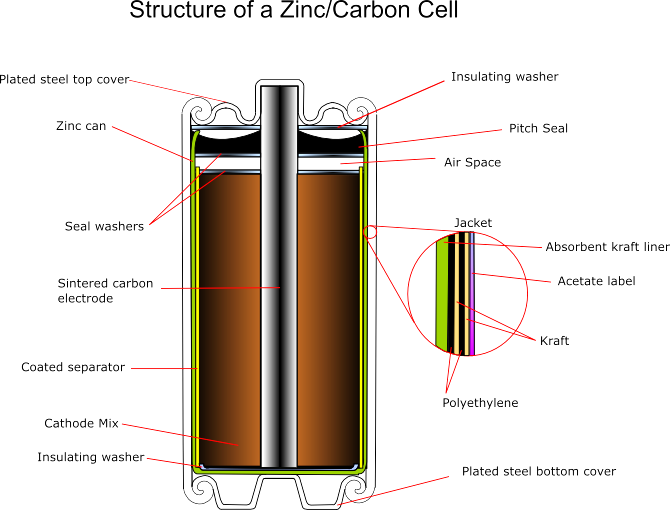 Structure of a Zinc/Carbon Cell
Plated steel top cover
Insulating washer
Zinc can
Pitch Seal
Air Space
Seal washers
Jacket
Absorbent kraft liner
Sintered carbon
electrode
Acetate label
Kraft
Coated separator
Polyethylene
Cathode Mix
Insulating washer
Plated steel bottom cover